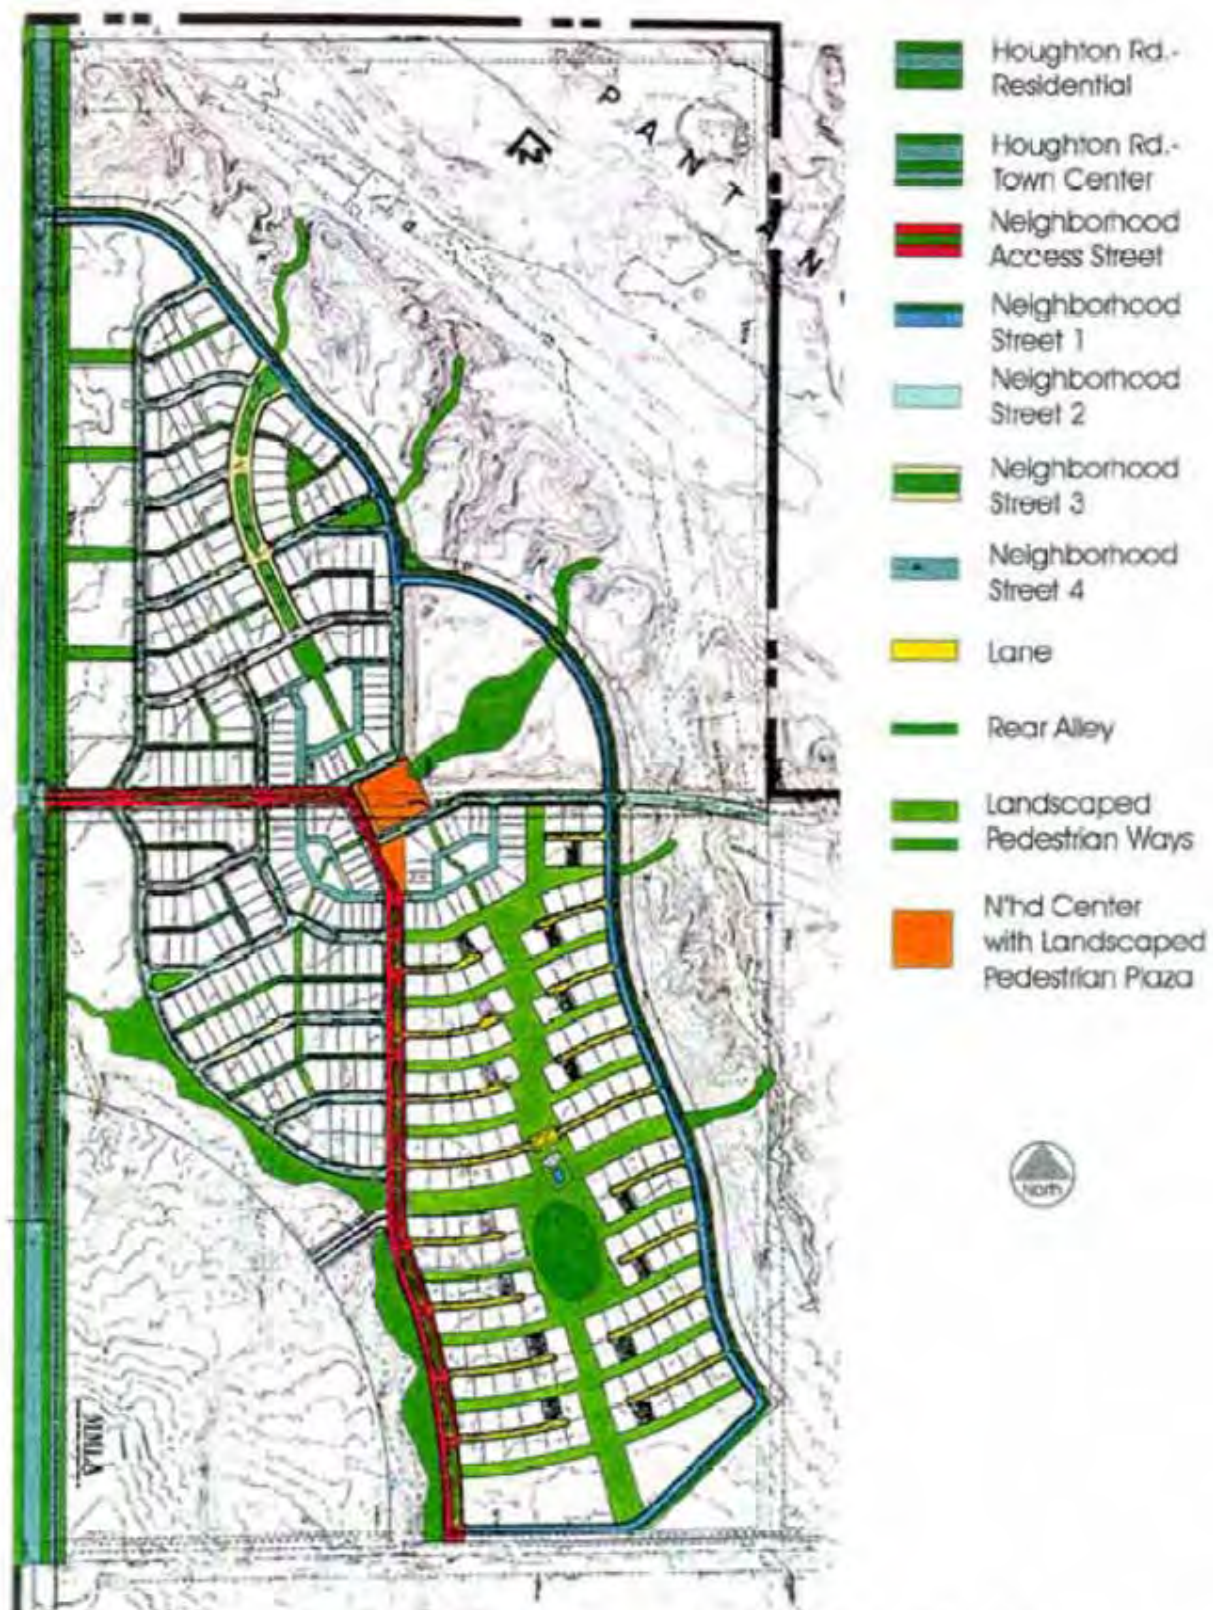 PANTAN
Houghton Rd.-
Residential
Houghton Rd.-
Town Center
Neighborhood
Access Street
Neighborhood
Street 1
Neighborhood
Street 2
Neighborhood
Street 3
Neighborhood
Street 4
Lane
Rear Alley
Landscaped
Pedestrian Ways
N'hd Center
with Landscaped
Pedestrian Plaza
North